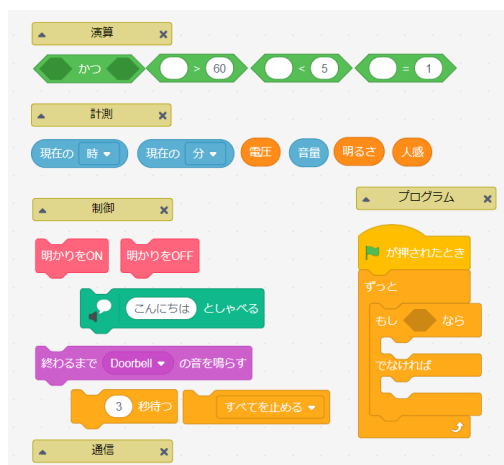 演算
かつ > 60 < 5 = 1
計測
現在の 時 現在の 分 電圧 音量 明るさ 人感
制御
明かりをON 明かりをOFF
こんにちは としゃべる
終わるまで Doorbell の音を鳴らす
3 秒待つ すべてを止める
通信
プログラム
が押されたとき
ずっと
もし なら
でなければ